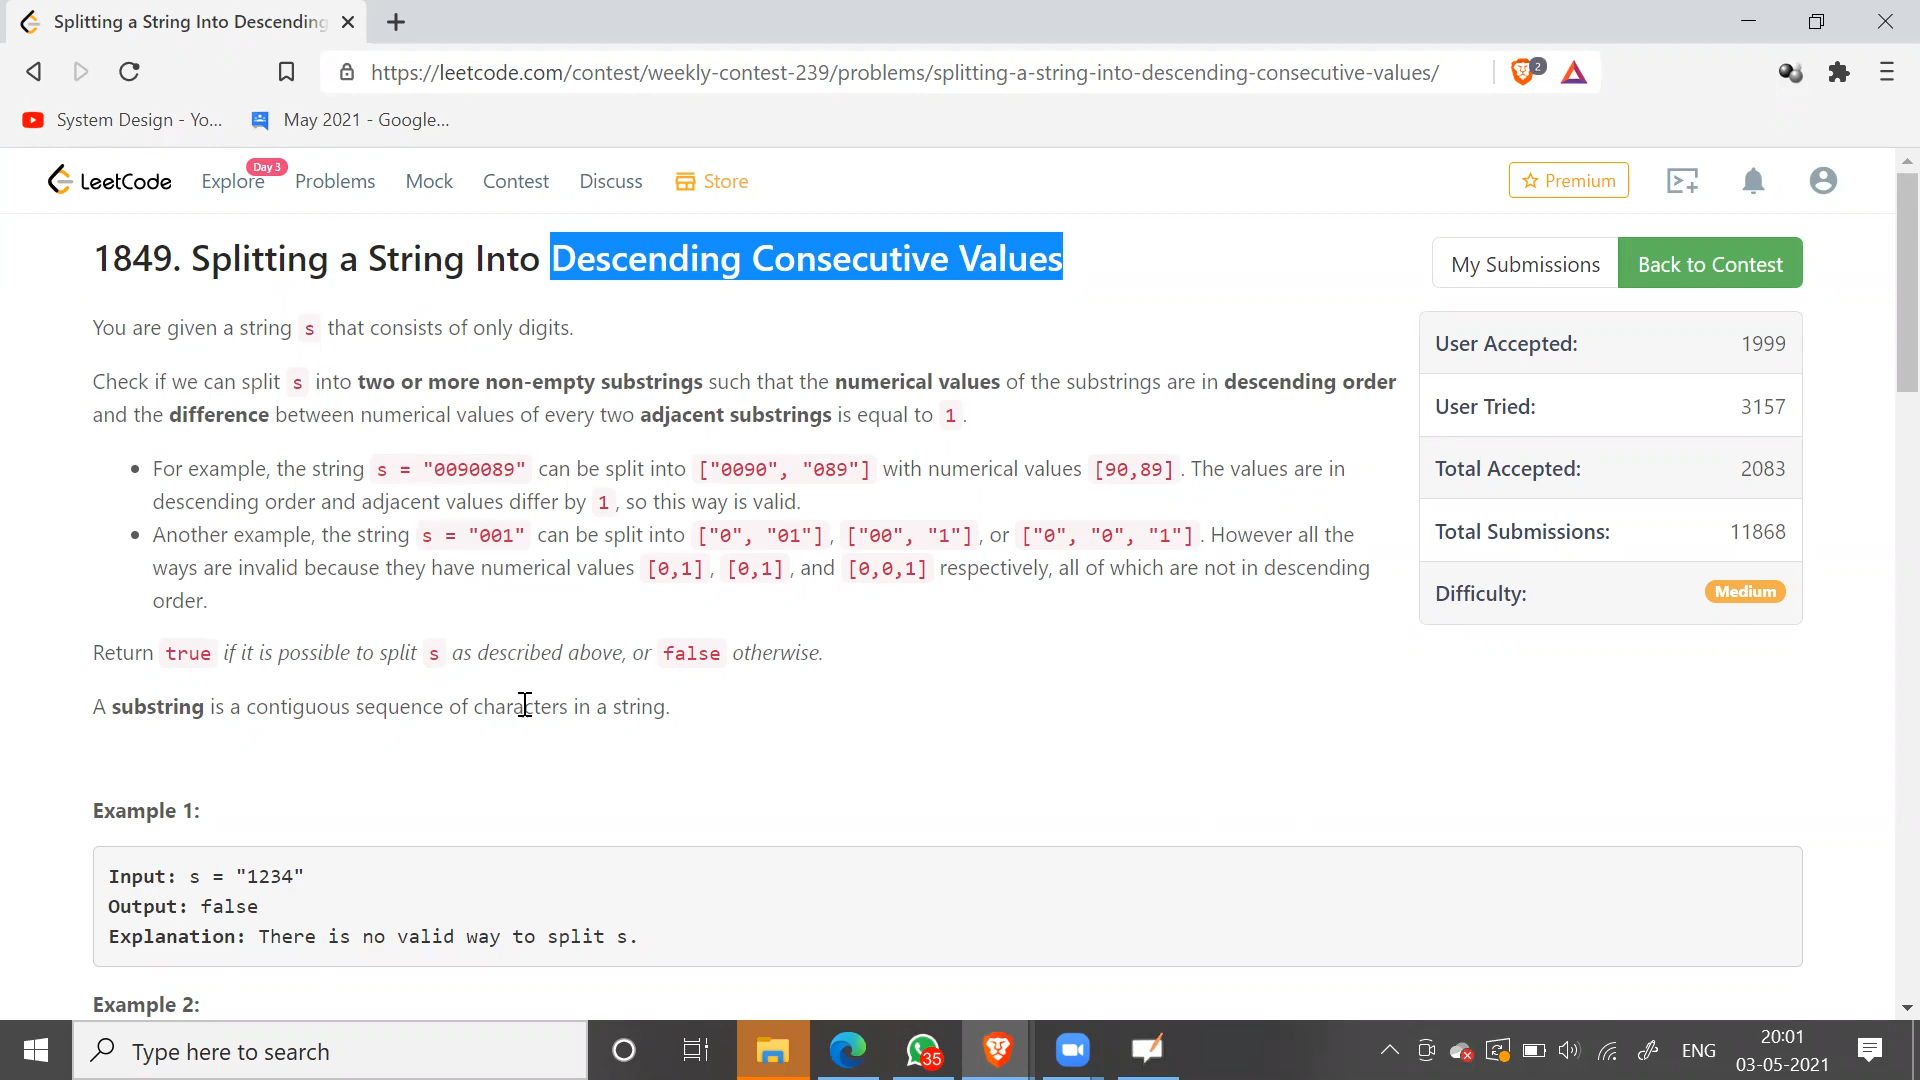 Splitting a String Into Descending
https://leetcode.com/contest/weekly-contest-239/problems/splitting-a-string-into-descending-consecutive-values/
2
System Design - Yo...
May 2021 - Google...
LeetCode
Explore
Day 3
Problems
Mock
Contest
Discuss
Store
Premium
1849. Splitting a String Into Descending Consecutive Values
My Submissions
Back to Contest
You are given a string s that consists of only digits.
Check if we can split s into two or more non-empty substrings such that the numerical values of the substrings are in descending order
and the difference between numerical values of every two adjacent substrings is equal to 1.
For example, the string s = "0090089" can be split into ["0090", "089"] with numerical values [90,89]. The values are in
descending order and adjacent values differ by 1, so this way is valid.
Another example, the string s = "001" can be split into ["0", "01"], ["00", "1"], or ["0", "0", "1"]. However all the
ways are invalid because they have numerical values [0,1], [0,1], and [0,0,1] respectively, all of which are not in descending
order.
Return true if it is possible to split s as described above, or false otherwise.
A substring is a contiguous sequence of characters in a string.
User Accepted: 1999
User Tried: 3157
Total Accepted: 2083
Total Submissions: 11868
Difficulty: Medium
Example 1:
Input: s = "1234"
Output: false
Explanation: There is no valid way to split s.
Example 2:
Type here to search
35
ENG
20:01
03-05-2021